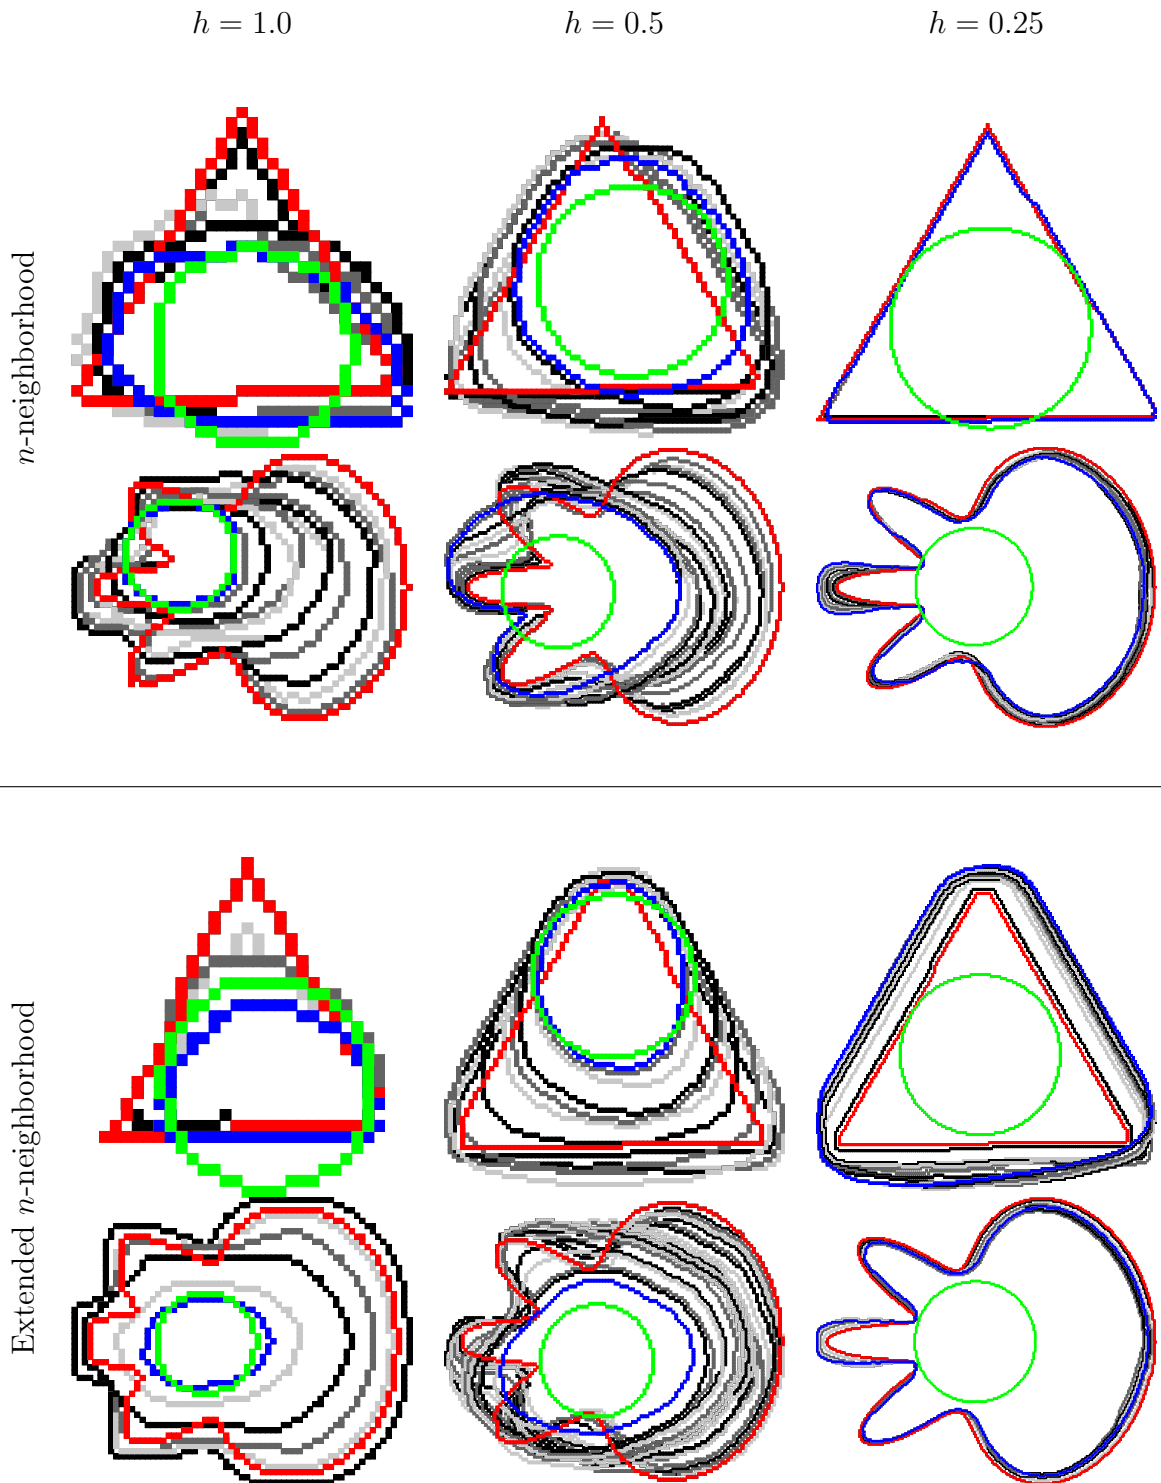 h = 1.0
h = 0.5
h = 0.25
n-neighborhood
Extended n-neighborhood